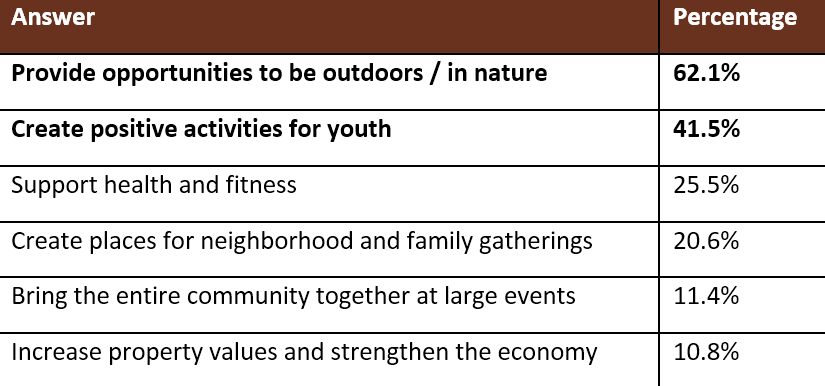 Answer Percentage
Provide opportunities to be outdoors / in nature 62.1%
Create positive activities for youth 41.5%
Support health and fitness 25.5%
Create places for neighborhood and family gatherings 20.6%
Bring the entire community together at large events 11.4%
Increase property values and strengthen the economy 10.8%